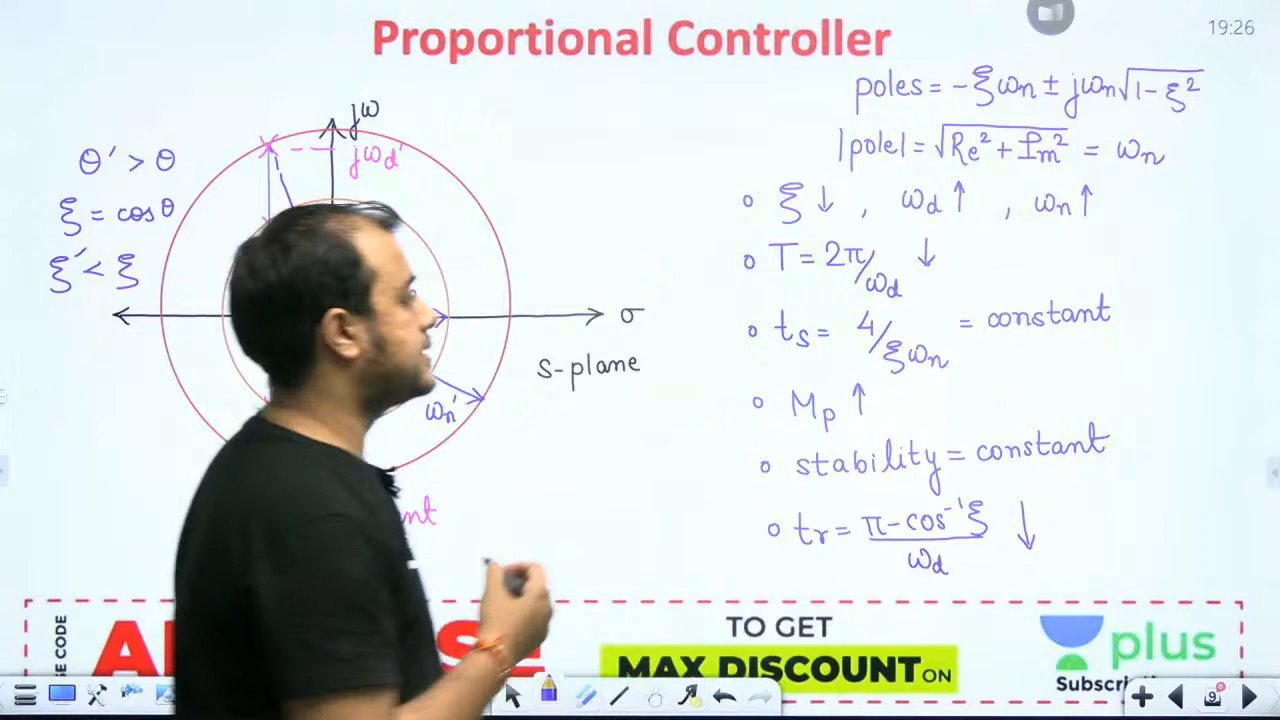 Proportional Controller
19:26
poles = -ξωn ± jωn√1-ξ²
|pole| = √Re² + Im² = ωn
∘ ξ↓ , ωd↑ , ωn↑
∘ T = 2π/ωd ↓
∘ ts = 4/ξωn = constant
∘ Mp ↑
∘ stability = constant
∘ tr = π-cos⁻¹ξ/ωd ↓
jω
jωd'
θ' > θ
ξ = cosθ
ξ' < ξ
σ
s-plane
ωn'
TO GET
MAX DISCOUNT ON
plus